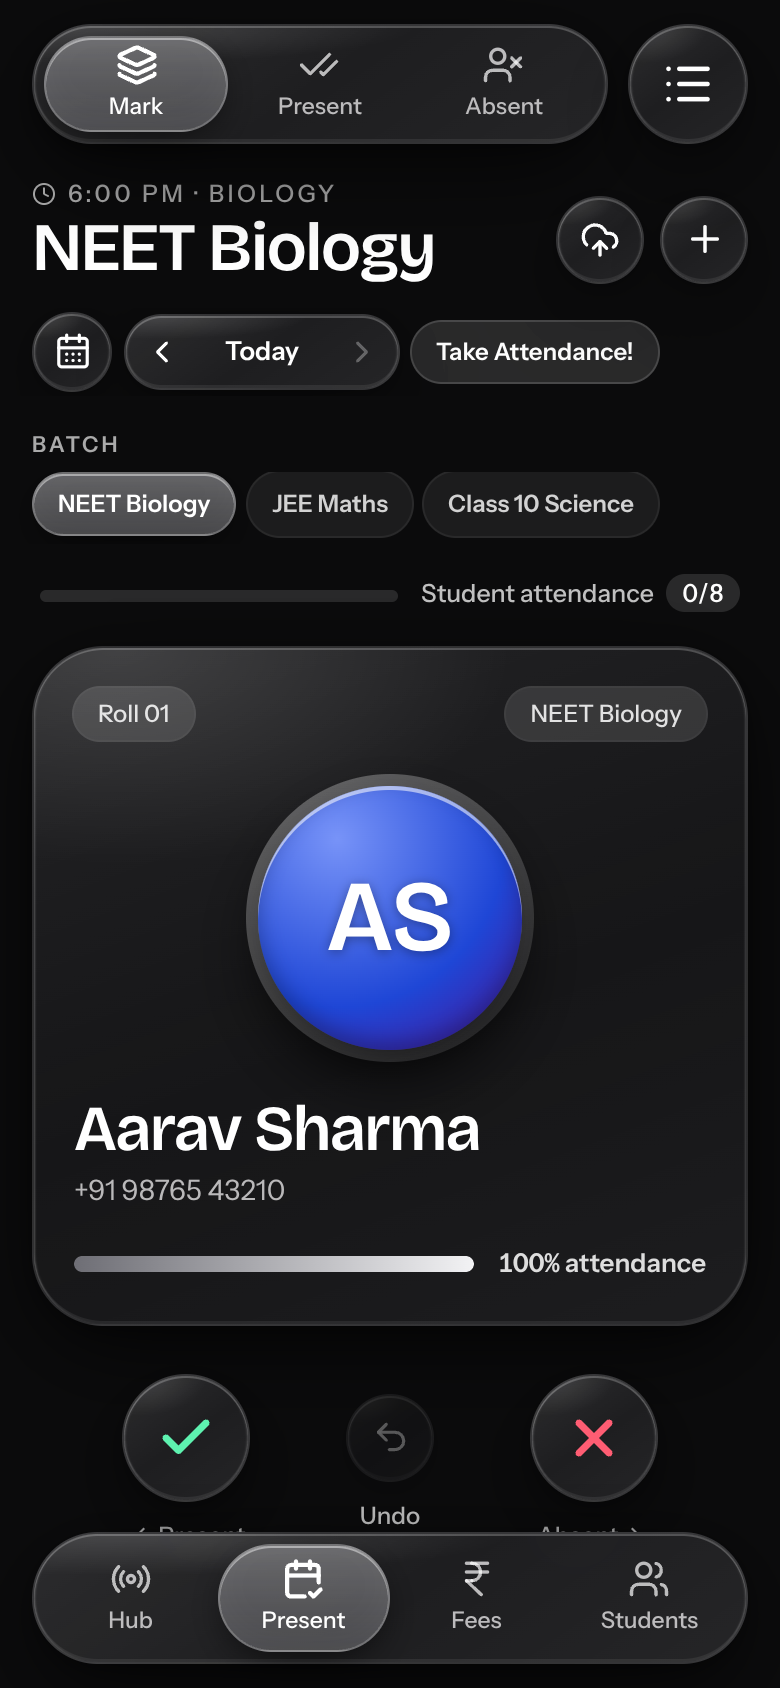 Mark
Present
Absent
6:00 PM · BIOLOGY
NEET Biology
Today
Take Attendance!
BATCH
NEET Biology
JEE Maths
Class 10 Science
Student attendance 0/8
Roll 01
NEET Biology
AS
Aarav Sharma
+91 98765 43210
100% attendance
Undo
Hub
Present
Fees
Students